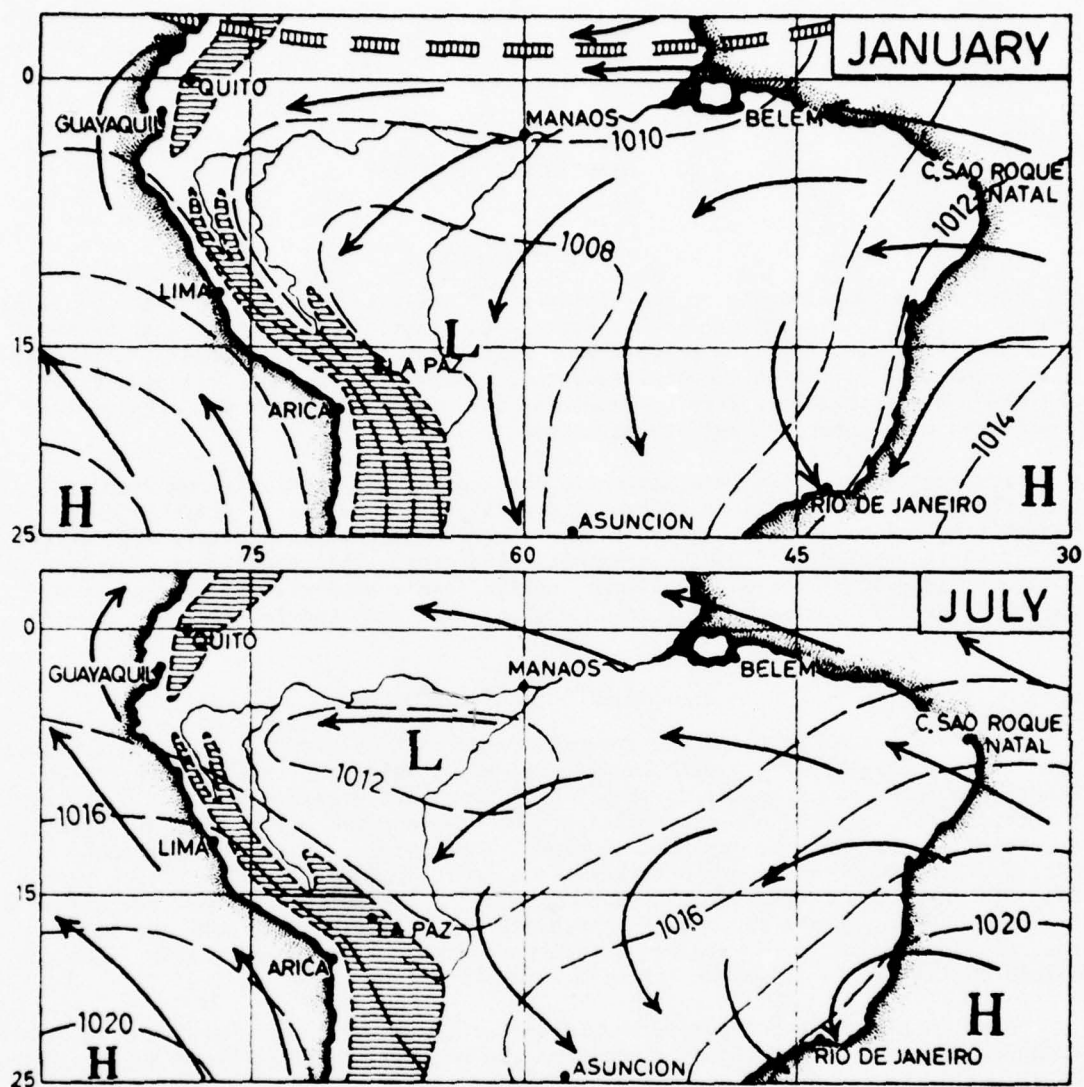 JANUARY
0
QUITO
GUAYAQUIL
MANAOS
1010
BELEM
C. SAO ROQUE
NATAL
1012
1008
LIMA
15
L
LA PAZ
ARICA
1014
H
H
RIO DE JANEIRO
ASUNCION
25
75
60
45
30
JULY
0
QUITO
GUAYAQUIL
MANAOS
BELEM
C. SAO ROQUE
NATAL
L
1012
1016
LIMA
15
LA PAZ
1016
1020
ARICA
H
1020
H
RIO DE JANEIRO
ASUNCION
25